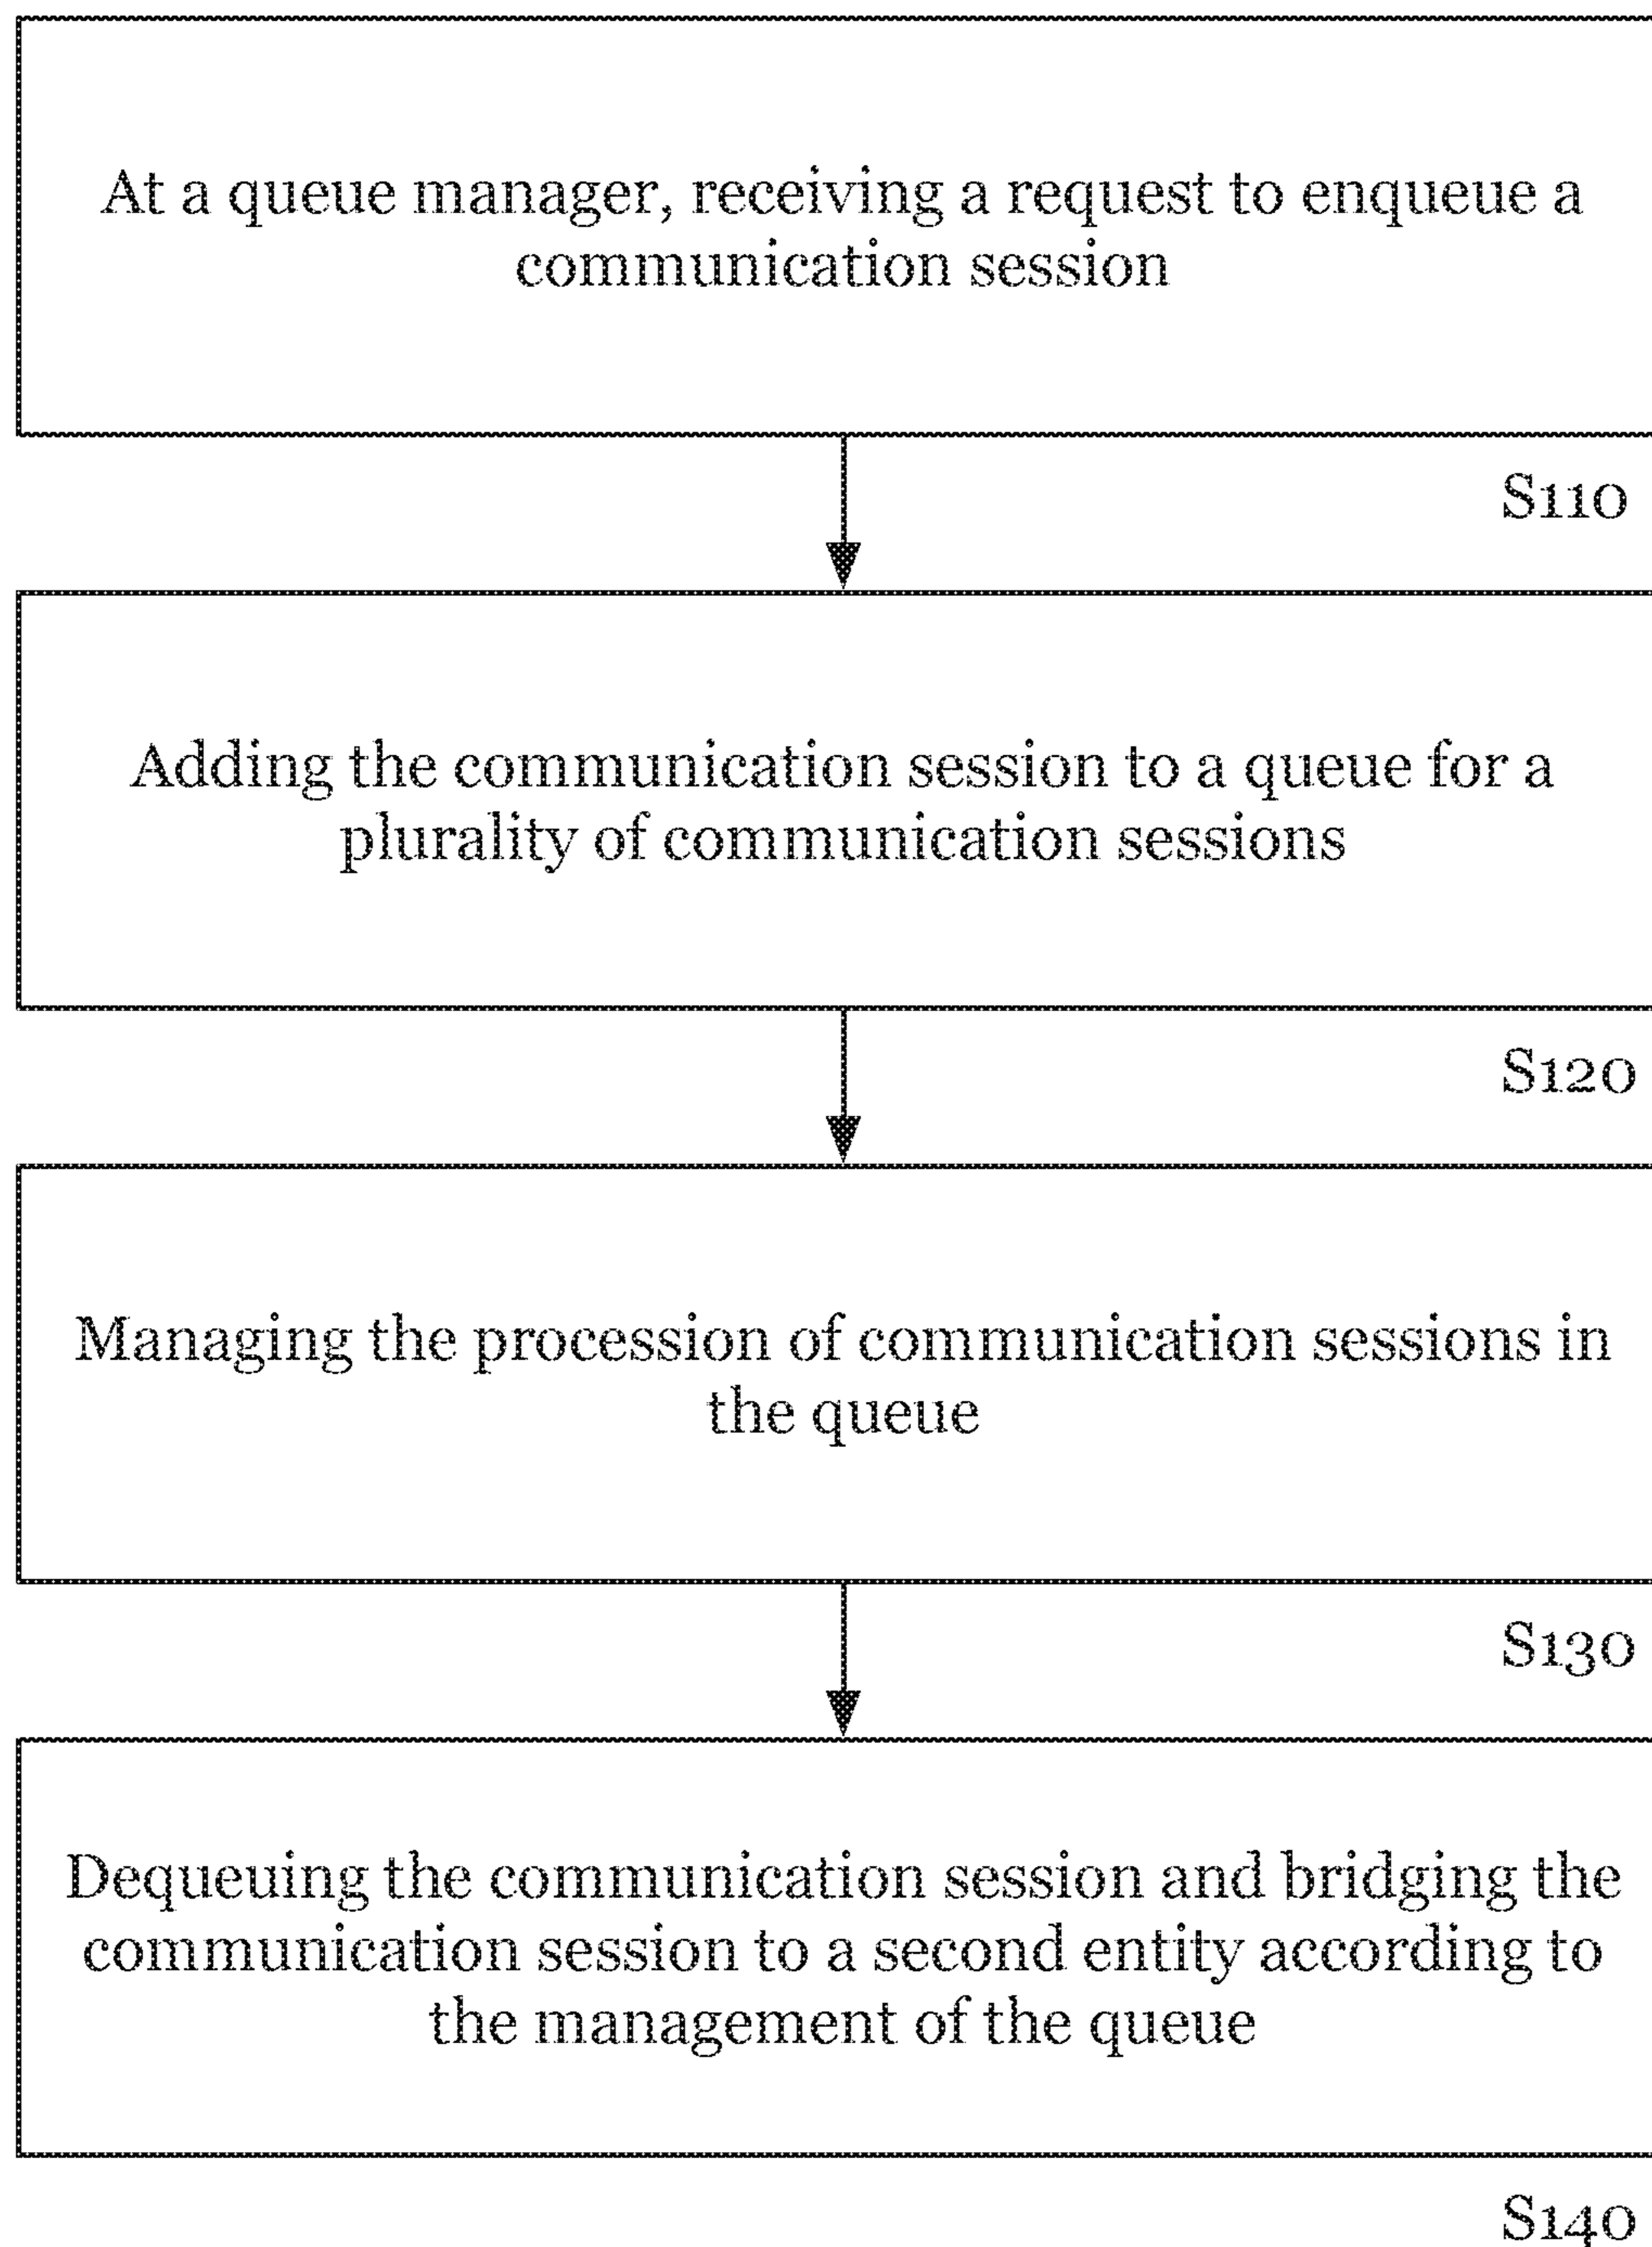 At a queue manager, receiving a request to enqueue a
communication session
S110
Adding the communication session to a queue for a
plurality of communication sessions
S120
Managing the procession of communication sessions in
the queue
S130
Dequeuing the communication session and bridging the
communication session to a second entity according to
the management of the queue
S140